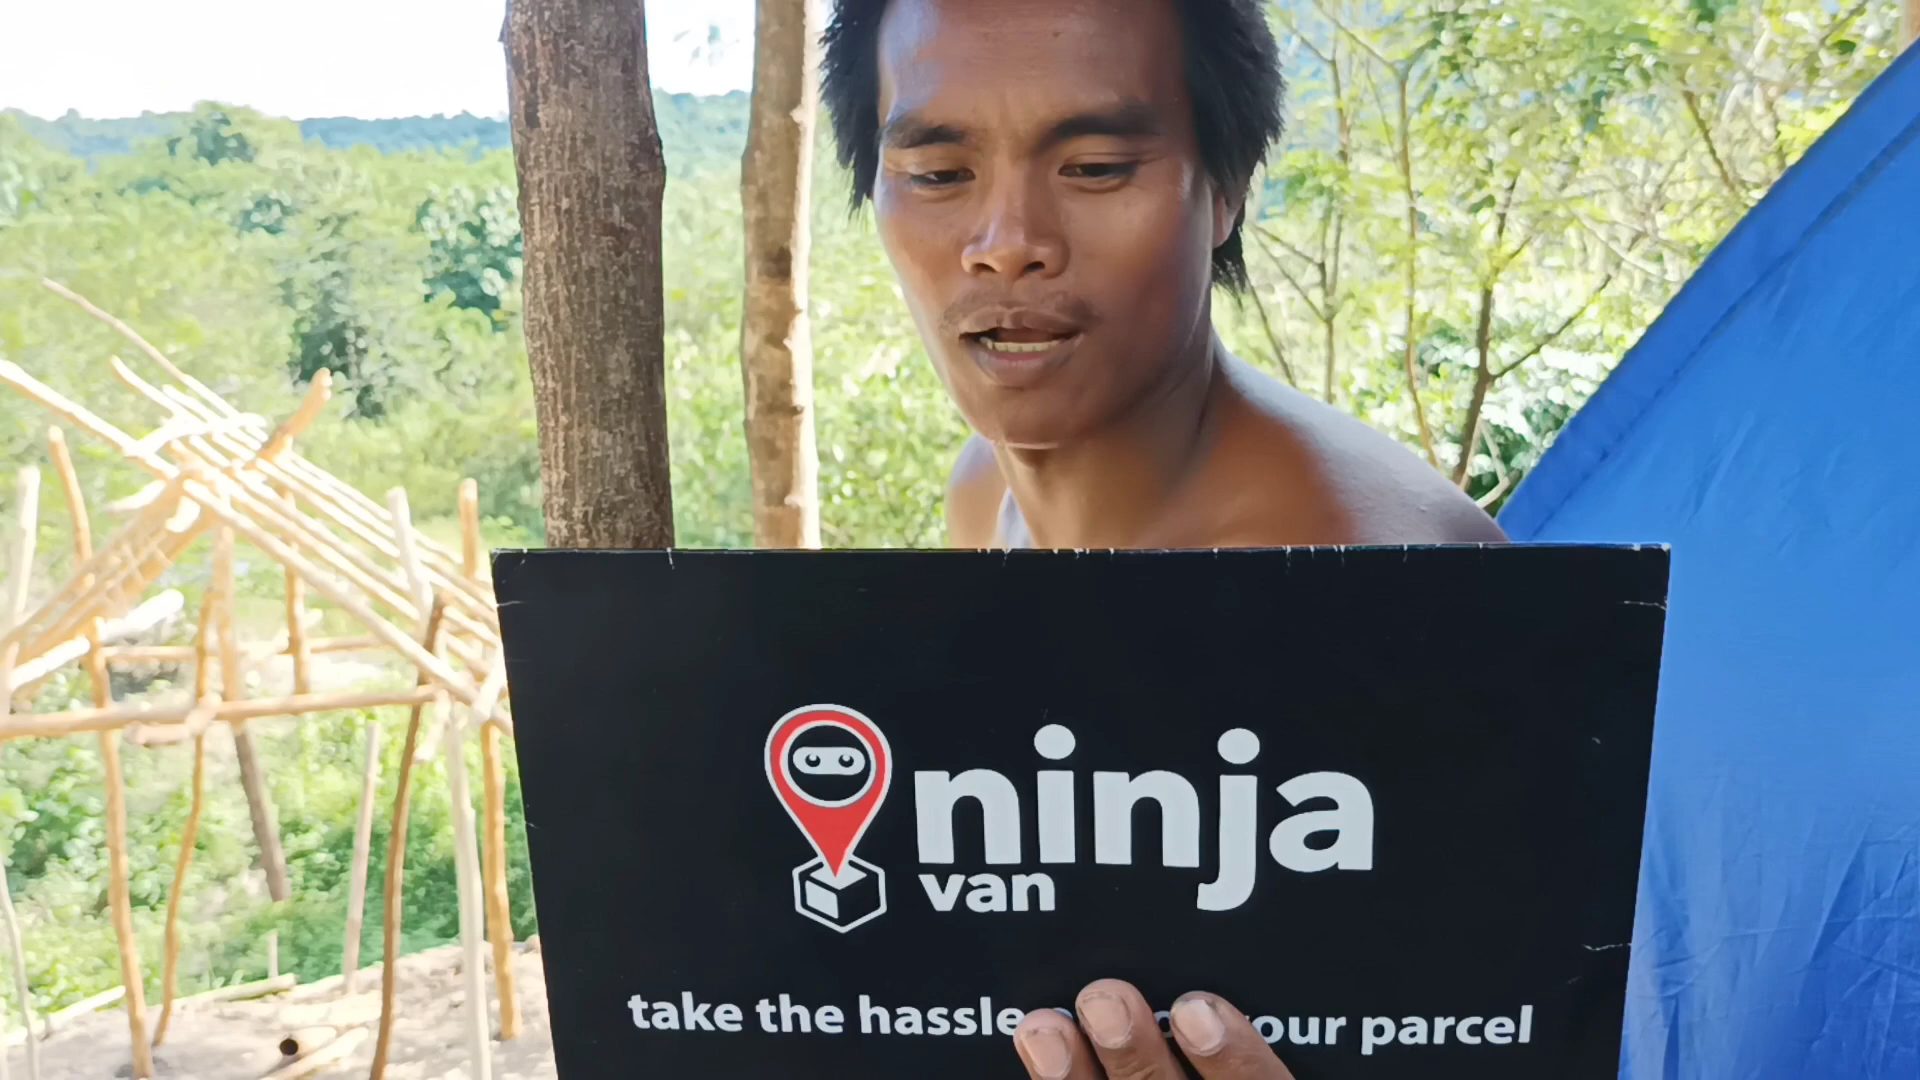 ninja
van
take the hassle our parcel